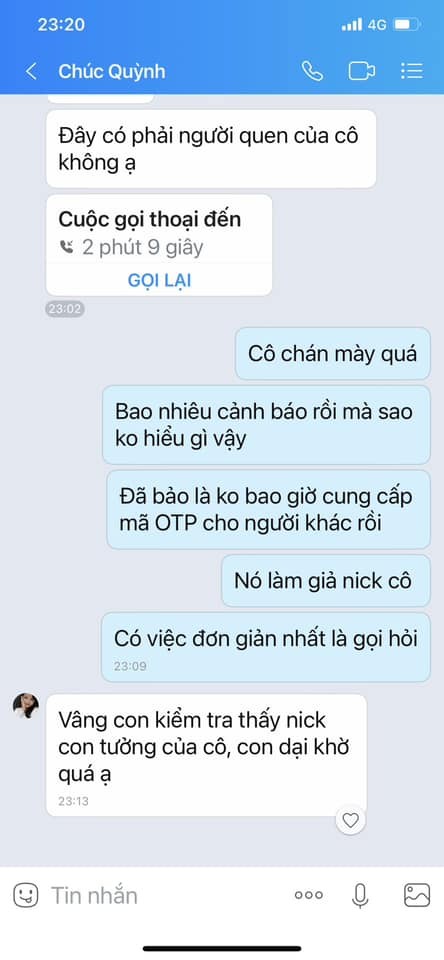 23:20
4G
Chúc Quỳnh
Đây có phải người quen của cô
không ạ
Cuộc gọi thoại đến
2 phút 9 giây
GỌI LẠI
23:02
Cô chán mày quá
Bao nhiêu cảnh báo rồi mà sao
ko hiểu gì vậy
Đã bảo là ko bao giờ cung cấp
mã OTP cho người khác rồi
Nó làm giả nick cô
Có việc đơn giản nhất là gọi hỏi
23:09
Vâng con kiểm tra thấy nick
con tưởng của cô, con dại khờ
quá ạ
23:13
Tin nhắn